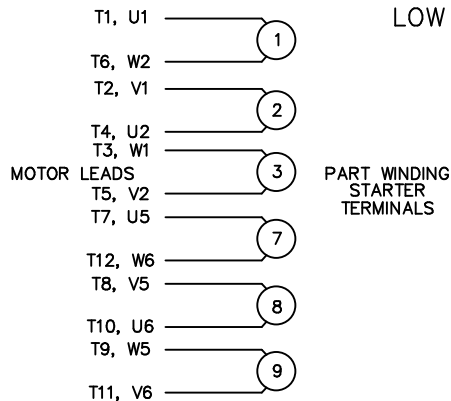 LOW
T1, U1
1
T6, W2
T2, V1
2
T4, U2
T3, W1
MOTOR LEADS
3
PART WINDING
STARTER
TERMINALS
T5, V2
T7, U5
7
T12, W6
T8, V5
8
T10, U6
T9, W5
9
T11, V6